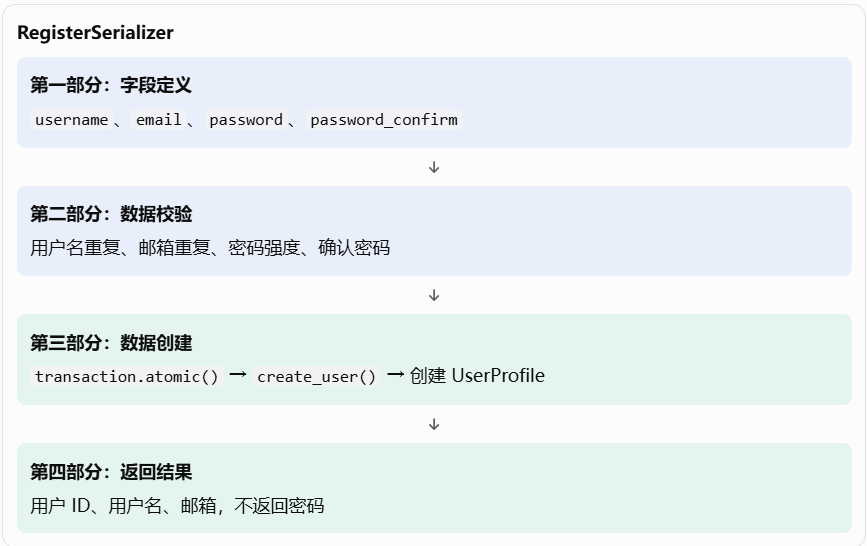 RegisterSerializer
第一部分：字段定义
username、email、password、password_confirm
↓
第二部分：数据校验
用户名重复、邮箱重复、密码强度、确认密码
↓
第三部分：数据创建
transaction.atomic() → create_user() → 创建 UserProfile
↓
第四部分：返回结果
用户 ID、用户名、邮箱，不返回密码